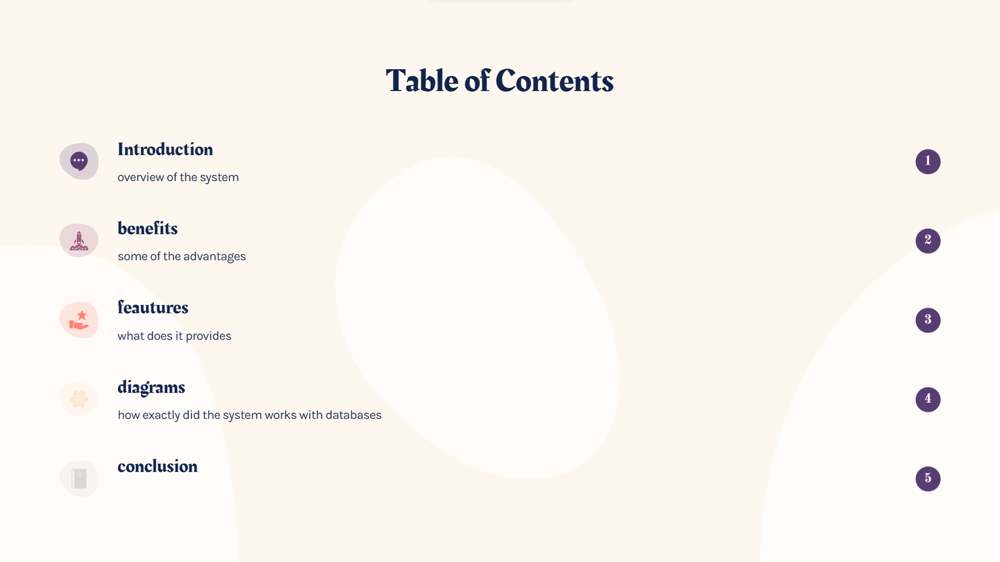 Table of Contents
Introduction
overview of the system
1
benefits
some of the advantages
2
feautures
what does it provides
3
diagrams
how exactly did the system works with databases
4
conclusion
5